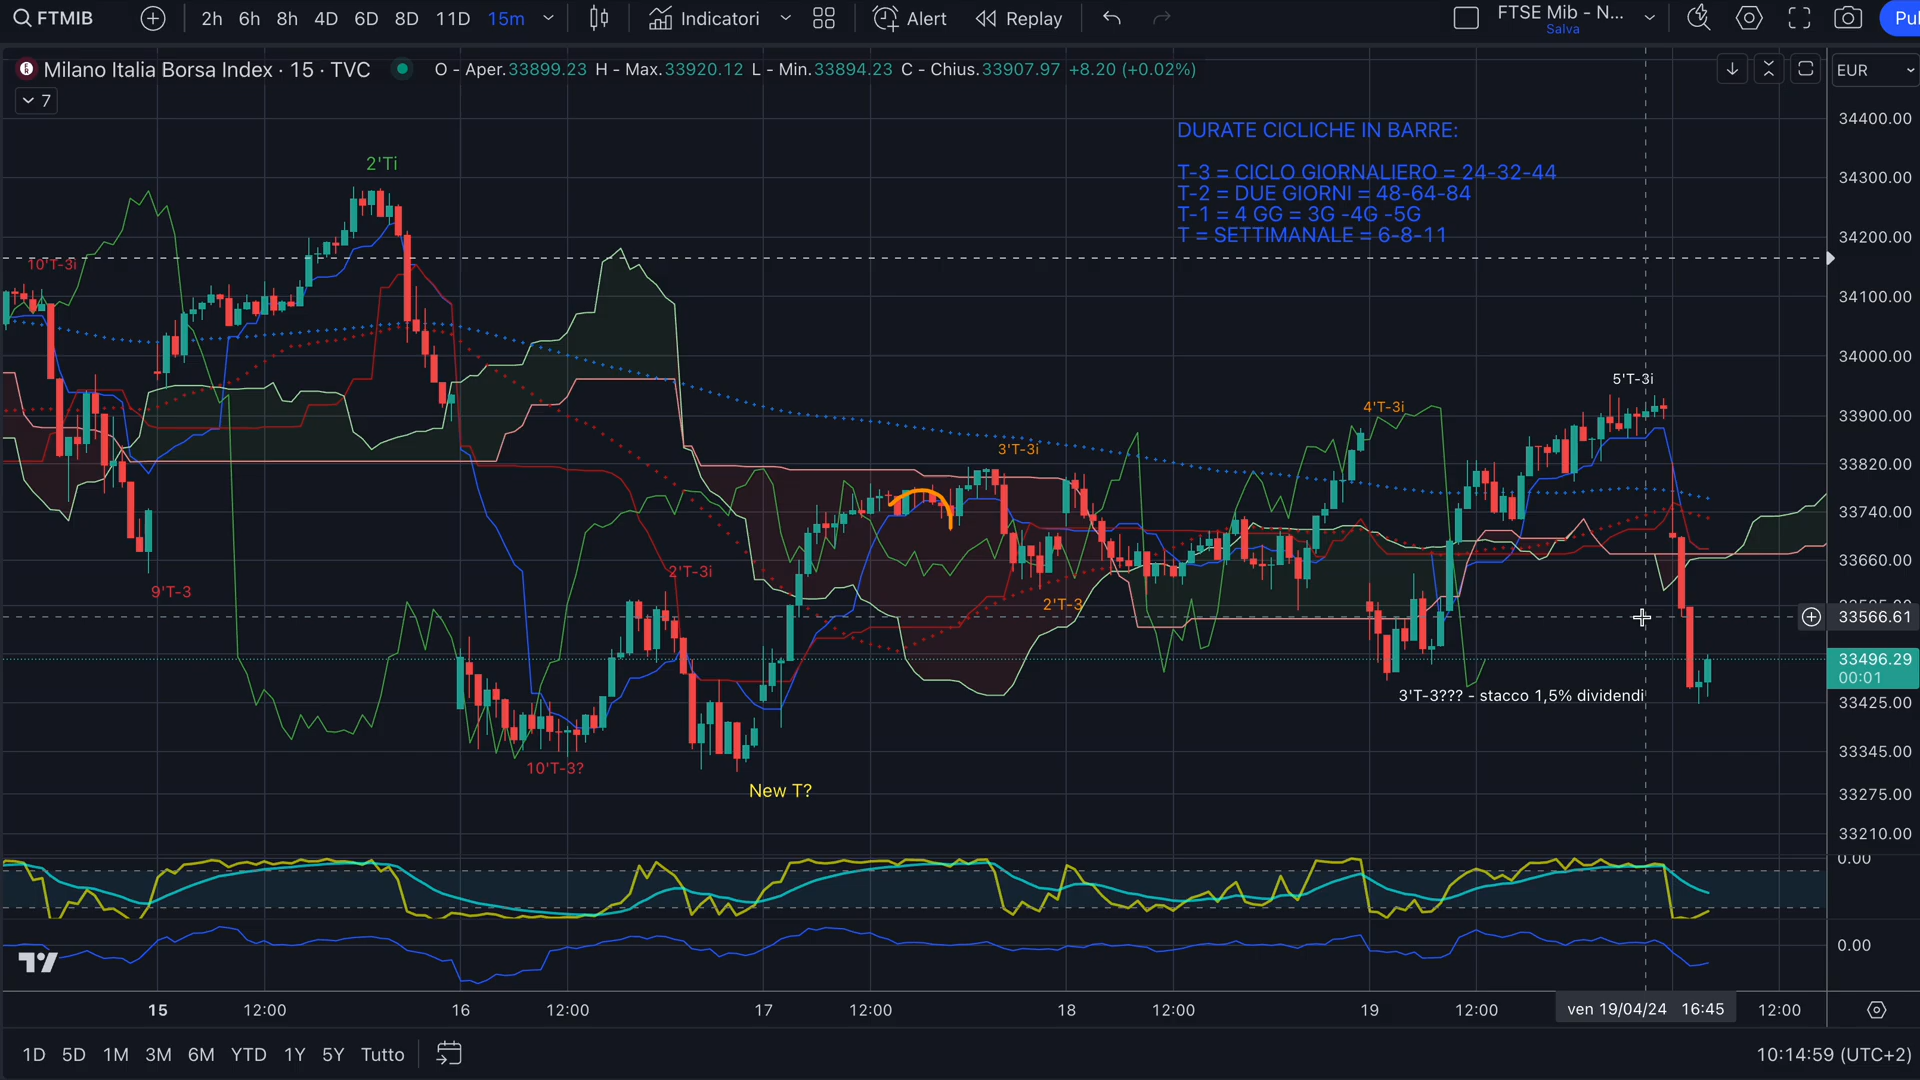 FTMIB
2h 6h 8h 4D 6D 8D 11D 15m
Indicatori
Alert
Replay
FTSE Mib - N...
Salva
Pul
Milano Italia Borsa Index · 15 · TVC
O - Aper.33899.23 H - Max.33920.12 L - Min.33894.23 C - Chius.33907.97 +8.20 (+0.02%)
EUR
7
34400.00
DURATE CICLICHE IN BARRE:
T-3 = CICLO GIORNALIERO = 24-32-44
T-2 = DUE GIORNI = 48-64-84
T-1 = 4 GG = 3G -4G -5G
T = SETTIMANALE = 6-8-11
2'Ti
34300.00
34200.00
10'T-3i
34100.00
34000.00
5'T-3i
4'T-3i
33900.00
3'T-3i
33820.00
33740.00
33660.00
2'T-3i
9'T-3
2'T-3
33566.61
33496.29
00:01
3'T-3??? - stacco 1,5% dividendi
33425.00
33345.00
10'T-3?
New T?
33275.00
33210.00
0.00
0.00
15 12:00 16 12:00 17 12:00 18 12:00 19 12:00 ven 19/04/24 16:45 12:00
1D 5D 1M 3M 6M YTD 1Y 5Y Tutto
10:14:59 (UTC+2)